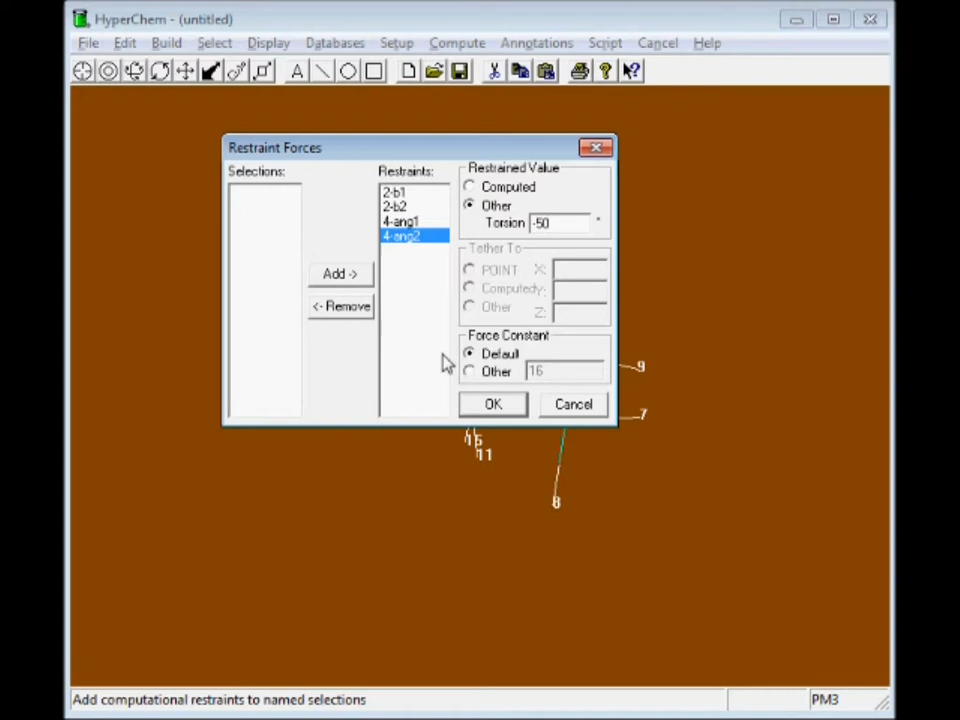 HyperChem - (untitled)
File Edit Build Select Display Databases Setup Compute Annotations Script Cancel Help
A
Restraint Forces
Selections:
Restraints:
Restrained Value
2-b1
2-b2
4-ang1
4-ang2
Computed
Other
Torsion -50 °
Add ->
<- Remove
Tether To
POINT X:
Computed Y:
Other Z:
Force Constant
Default
Other 16
OK Cancel
9
7
15
11
8
Add computational restraints to named selections
PM3